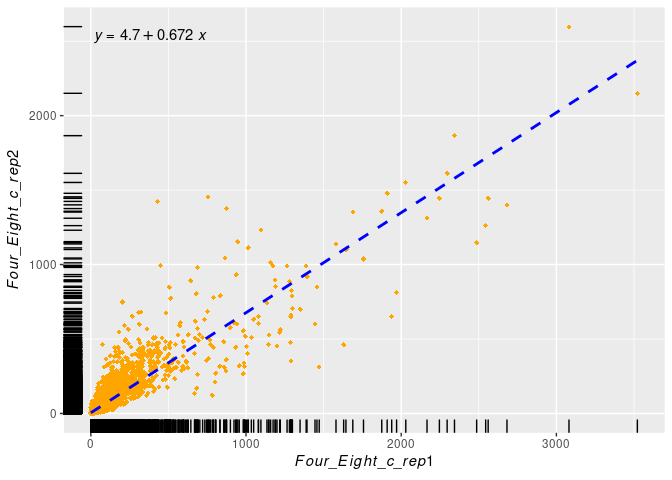 y = 4.7 + 0.672 x
2000
1000
0
Four_Eight_c_rep2
0 1000 2000 3000
Four_Eight_c_rep1